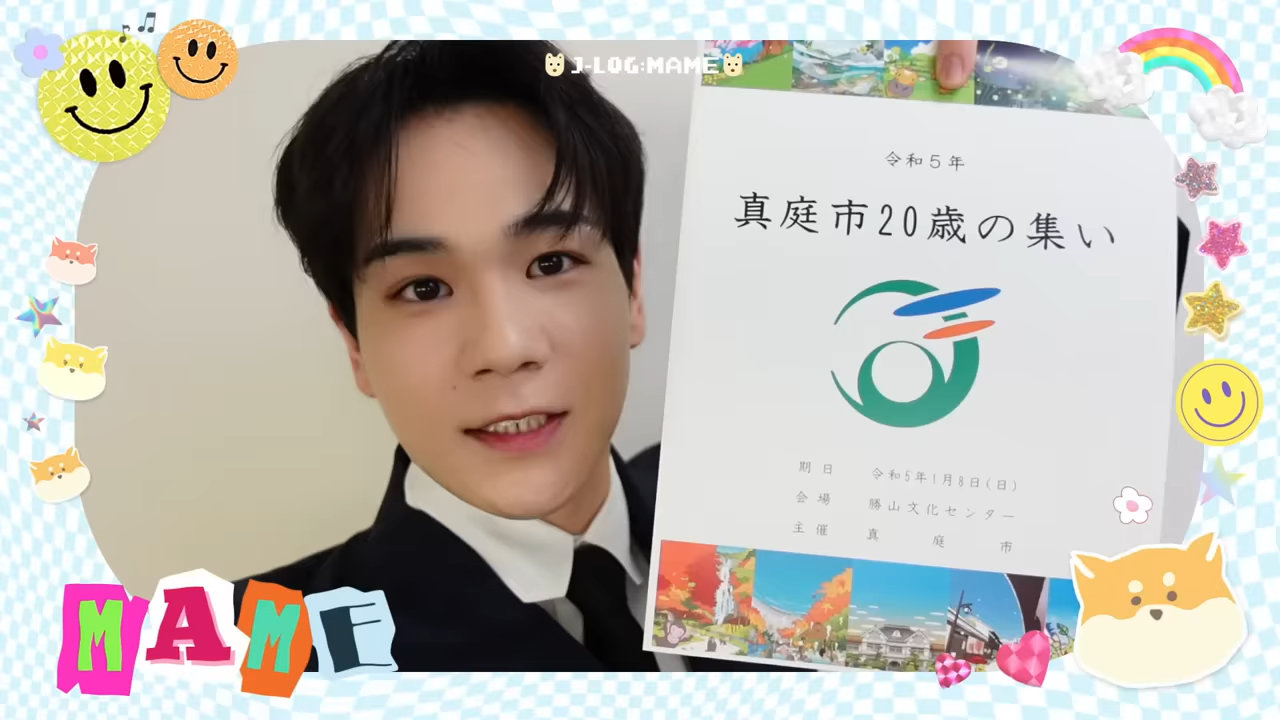 J-LOG:MAME
令和5年
真庭市20歳の集い
期日 令和5年1月8日(日)
会場 勝山文化センター
主催 真庭市
MAME